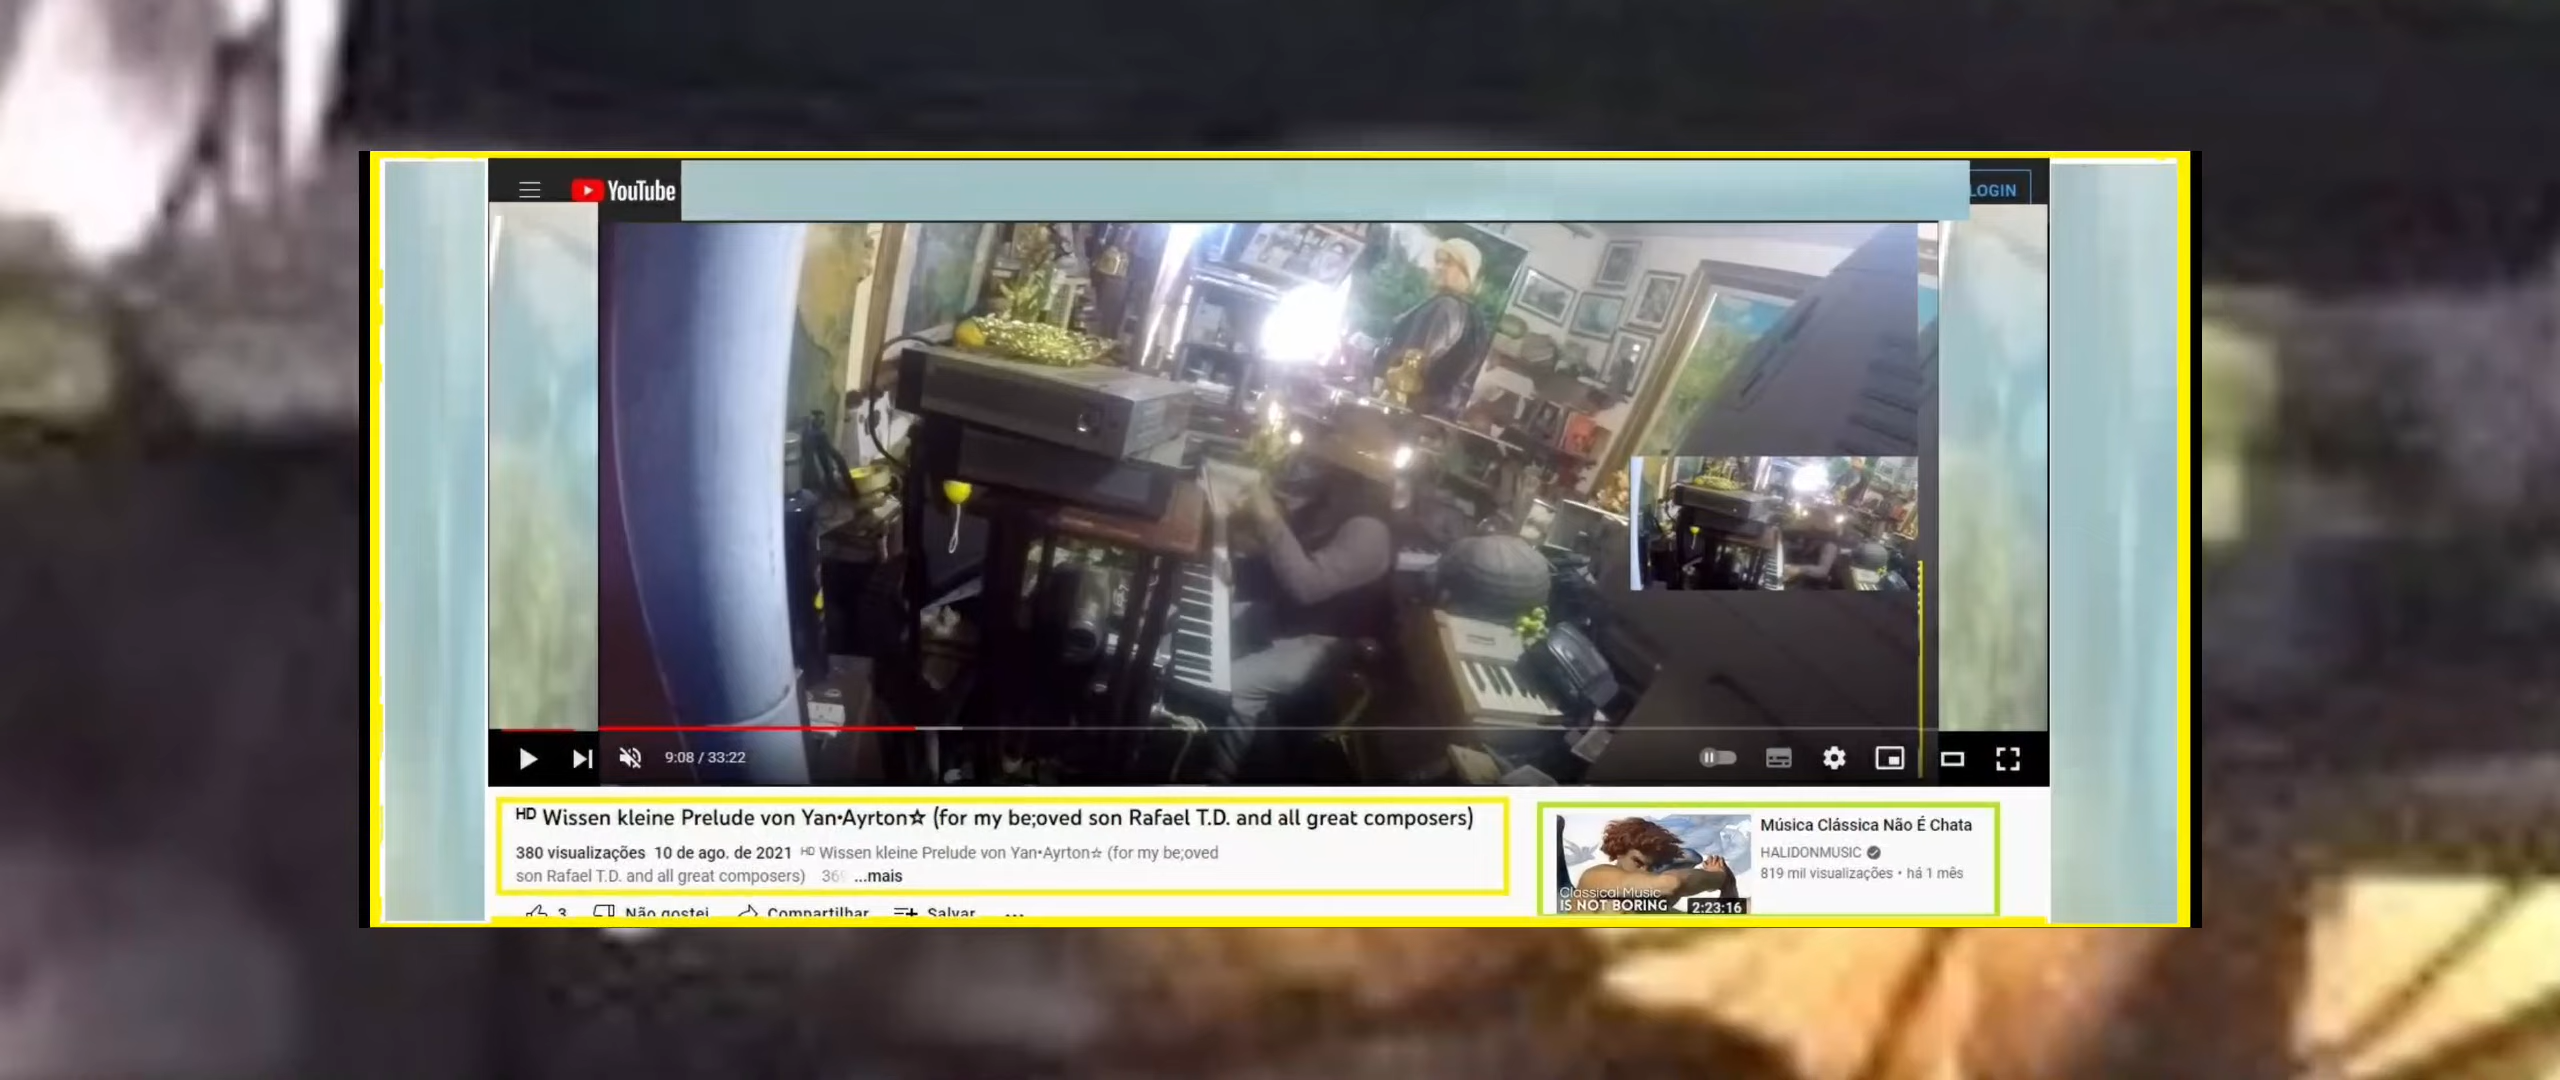 YouTube
LOGIN
9:08 / 33:22
HD Wissen kleine Prelude von Yan•Ayrton☆ (for my be;oved son Rafael T.D. and all great composers)
380 visualizações 10 de ago. de 2021 HD Wissen kleine Prelude von Yan•Ayrton☆ (for my be;oved
son Rafael T.D. and all great composers) 36 ...mais
3 Não gostei Compartilhar Salvar ...
Música Clássica Não É Chata
HALIDONMUSIC
819 mil visualizações • há 1 mês
Classical Music
IS NOT BORING
2:23:16